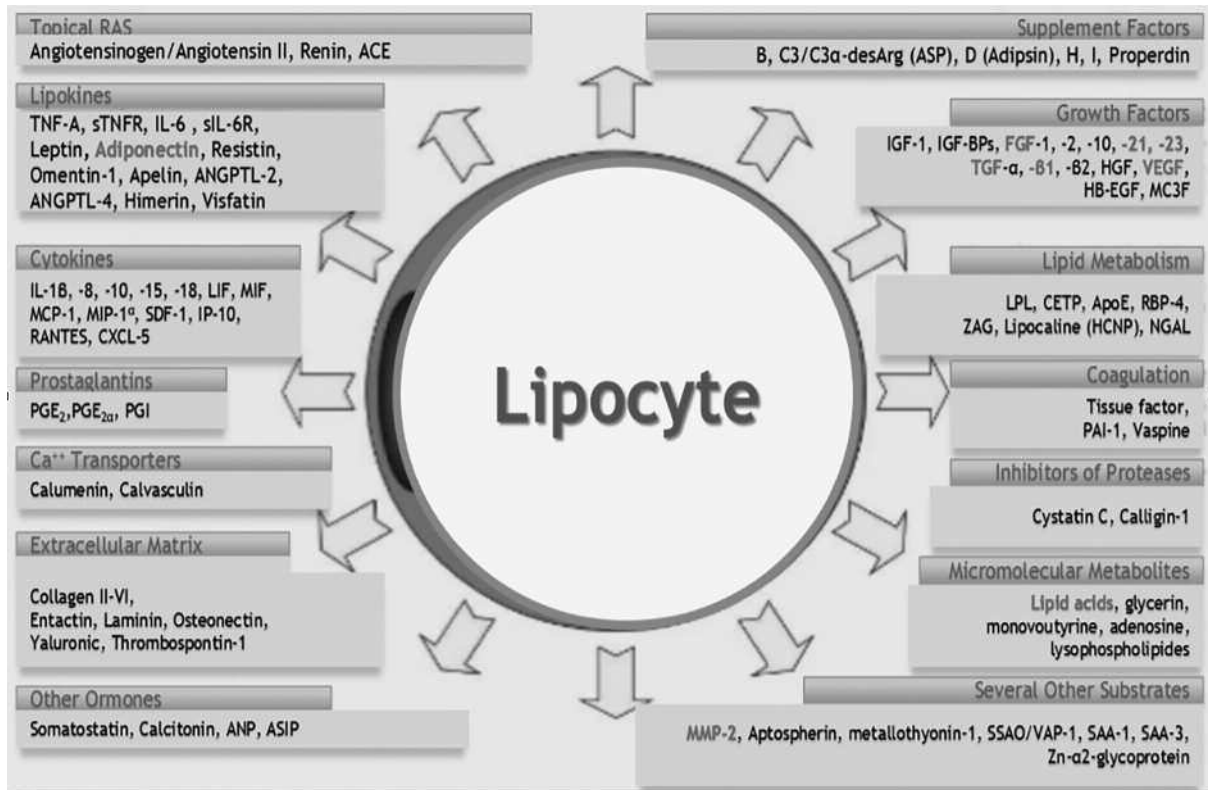 Topical RAS
Angiotensinogen/Angiotensin II, Renin, ACE
Lipokines
TNF-A, sTNFR, IL-6 , sIL-6R,
Leptin, Adiponectin, Resistin,
Omentin-1, Apelin, ANGPTL-2,
ANGPTL-4, Himerin, Visfatin
Cytokines
IL-1B, -8, -10, -15, -18, LIF, MIF,
MCP-1, MIP-1ᵅ, SDF-1, IP-10,
RANTES, CXCL-5
Prostaglantins
PGE₂,PGE₂α, PGI
Ca⁺⁺ Transporters
Calumenin, Calvasculin
Extracellular Matrix
Collagen II-VI,
Entactin, Laminin, Osteonectin,
Yaluronic, Thrombospontin-1
Other Ormones
Somatostatin, Calcitonin, ANP, ASIP
Lipocyte
Supplement Factors
B, C3/C3α-desArg (ASP), D (Adipsin), H, I, Properdin
Growth Factors
IGF-1, IGF-BPs, FGF-1, -2, -10, -21, -23,
TGF-α, -ß1, -ß2, HGF, VEGF,
HB-EGF, MC3F
Lipid Metabolism
LPL, CETP, ApoE, RBP-4,
ZAG, Lipocaline (HCNP), NGAL
Coagulation
Tissue factor,
PAI-1, Vaspine
Inhibitors of Proteases
Cystatin C, Calligin-1
Micromolecular Metabolites
Lipid acids, glycerin,
monovoutyrine, adenosine,
lysophospholipides
Several Other Substrates
MMP-2, Aptospherin, metallothyonin-1, SSAO/VAP-1, SAA-1, SAA-3,
Zn-α2-glycoprotein